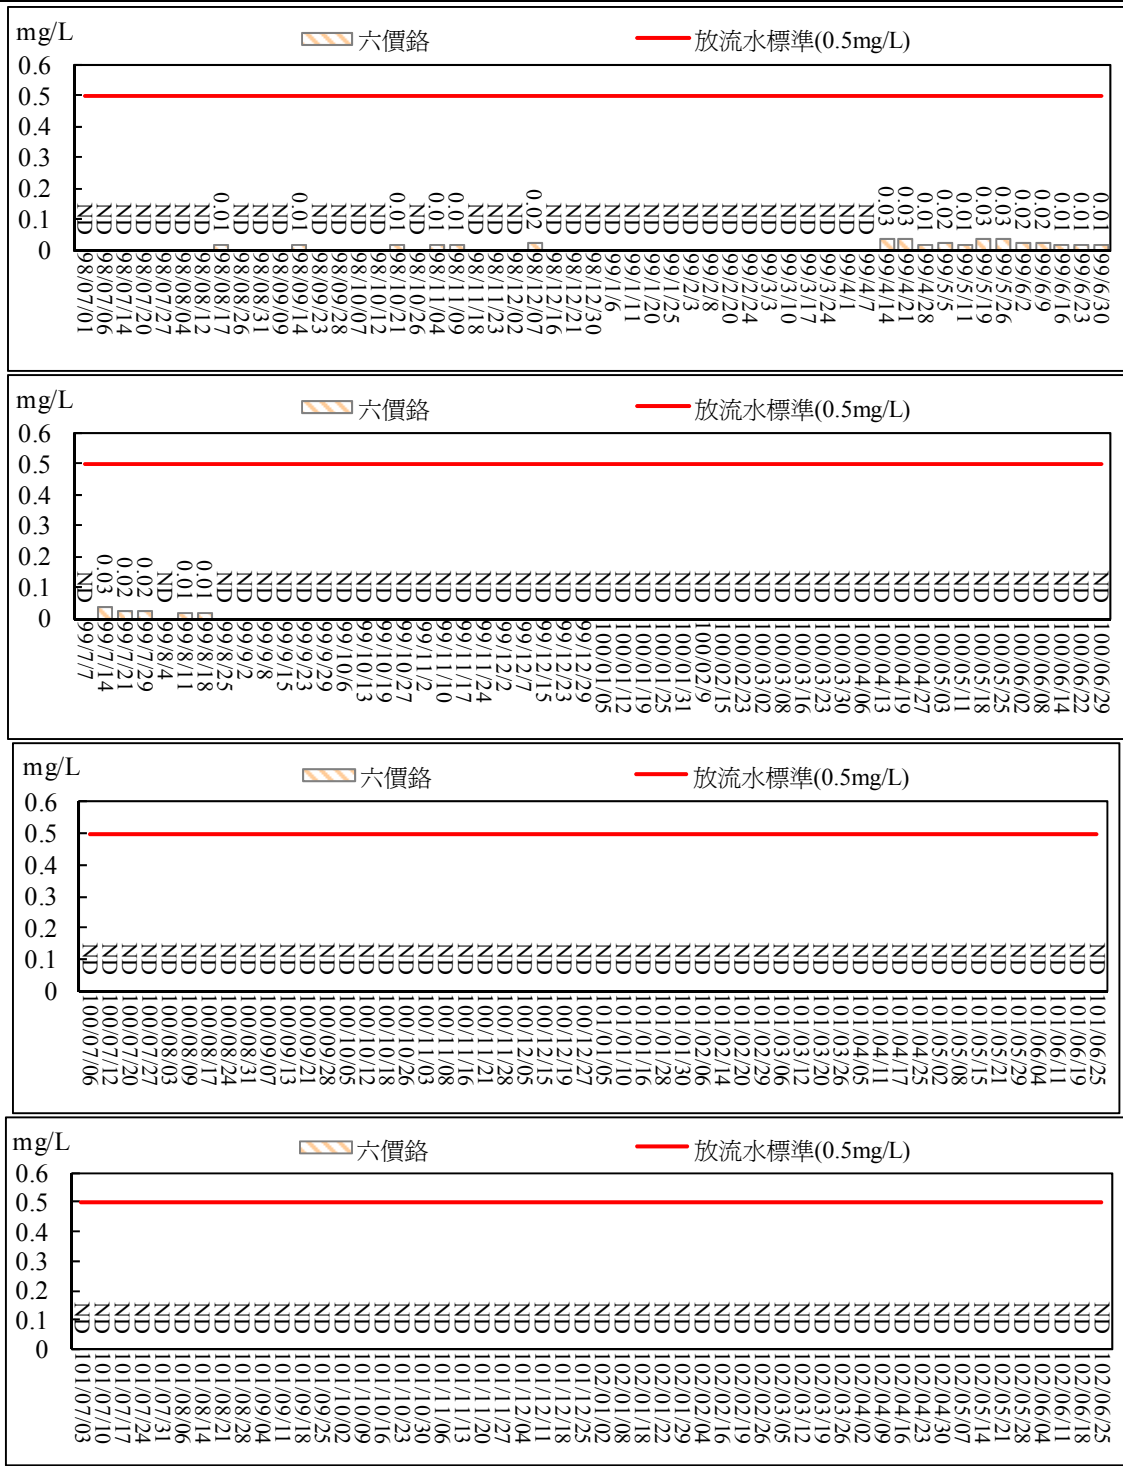 mg/L
六價鉻
放流水標準(0.5mg/L)
0.6
0.5
0.4
0.3
0.2
0.1
0
ND ND ND ND ND ND ND 0.01 ND ND ND 0.01 ND ND ND ND 0.01 ND 0.01 0.01 ND ND ND 0.02 ND ND ND ND ND ND ND ND ND ND ND ND ND ND ND ND 0.03 0.03 0.01 0.02 0.01 0.03 0.03 0.02 0.02 0.01 0.01 0.01
98/07/01 98/07/06 98/07/14 98/07/20 98/07/27 98/08/04 98/08/12 98/08/17 98/08/26 98/08/31 98/09/09 98/09/14 98/09/23 98/09/28 98/10/07 98/10/12 98/10/21 98/10/26 98/11/04 98/11/09 98/11/18 98/11/23 98/12/02 98/12/07 98/12/16 98/12/21 98/12/30 99/1/6 99/1/11 99/1/20 99/1/25 99/2/3 99/2/8 99/2/20 99/2/24 99/3/3 99/3/10 99/3/17 99/3/24 99/4/1 99/4/7 99/4/14 99/4/21 99/4/28 99/5/5 99/5/11 99/5/19 99/5/26 99/6/2 99/6/9 99/6/16 99/6/23 99/6/30
mg/L
六價鉻
放流水標準(0.5mg/L)
0.6
0.5
0.4
0.3
0.2
0.1
0
ND 0.03 0.02 0.02 ND 0.01 0.01 ND ND ND ND ND ND ND ND ND ND ND ND ND ND ND ND ND ND ND ND ND ND ND ND ND ND ND ND ND ND ND ND ND ND ND ND ND ND ND ND ND ND ND ND ND
99/7/7 99/7/14 99/7/21 99/7/29 99/8/4 99/8/11 99/8/18 99/8/25 99/9/2 99/9/8 99/9/15 99/9/23 99/9/29 99/10/6 99/10/13 99/10/19 99/10/27 99/11/2 99/11/10 99/11/17 99/11/24 99/12/2 99/12/7 99/12/15 99/12/23 99/12/29 100/01/05 100/01/12 100/01/19 100/01/25 100/01/31 100/02/9 100/02/15 100/02/23 100/03/02 100/03/08 100/03/16 100/03/23 100/03/30 100/04/06 100/04/13 100/04/19 100/04/27 100/05/03 100/05/11 100/05/18 100/05/25 100/06/02 100/06/08 100/06/14 100/06/22 100/06/29
mg/L
六價鉻
放流水標準(0.5mg/L)
0.6
0.5
0.4
0.3
0.2
0.1
0
ND ND ND ND ND ND ND ND ND ND ND ND ND ND ND ND ND ND ND ND ND ND ND ND ND ND ND ND ND ND ND ND ND ND ND ND ND ND ND ND ND ND ND ND ND ND ND ND ND ND ND ND
100/07/06 100/07/12 100/07/20 100/07/27 100/08/03 100/08/09 100/08/17 100/08/24 100/08/31 100/09/07 100/09/13 100/09/21 100/09/28 100/10/05 100/10/12 100/10/18 100/10/26 100/11/03 100/11/08 100/11/16 100/11/21 100/11/28 100/12/05 100/12/15 100/12/19 100/12/27 101/01/05 101/01/10 101/01/16 101/01/28 101/01/30 101/02/06 101/02/14 101/02/20 101/02/29 101/03/06 101/03/12 101/03/20 101/03/26 101/04/05 101/04/11 101/04/17 101/04/25 101/05/02 101/05/08 101/05/15 101/05/21 101/05/29 101/06/04 101/06/11 101/06/19 101/06/25
mg/L
六價鉻
放流水標準(0.5mg/L)
0.6
0.5
0.4
0.3
0.2
0.1
0
ND ND ND ND ND ND ND ND ND ND ND ND ND ND ND ND ND ND ND ND ND ND ND ND ND ND ND ND ND ND ND ND ND ND ND ND ND ND ND ND ND ND ND ND ND ND ND ND ND ND ND ND
101/07/03 101/07/10 101/07/17 101/07/24 101/07/31 101/08/06 101/08/14 101/08/21 101/08/28 101/09/04 101/09/11 101/09/18 101/09/25 101/10/02 101/10/09 101/10/16 101/10/23 101/10/30 101/11/06 101/11/13 101/11/20 101/11/27 101/12/04 101/12/11 101/12/18 101/12/25 102/01/02 102/01/08 102/01/15 102/01/22 102/01/29 102/02/04 102/02/16 102/02/19 102/02/26 102/03/05 102/03/12 102/03/19 102/03/26 102/04/02 102/04/09 102/04/16 102/04/23 102/04/30 102/05/07 102/05/14 102/05/21 102/05/28 102/06/04 102/06/11 102/06/18 102/06/25